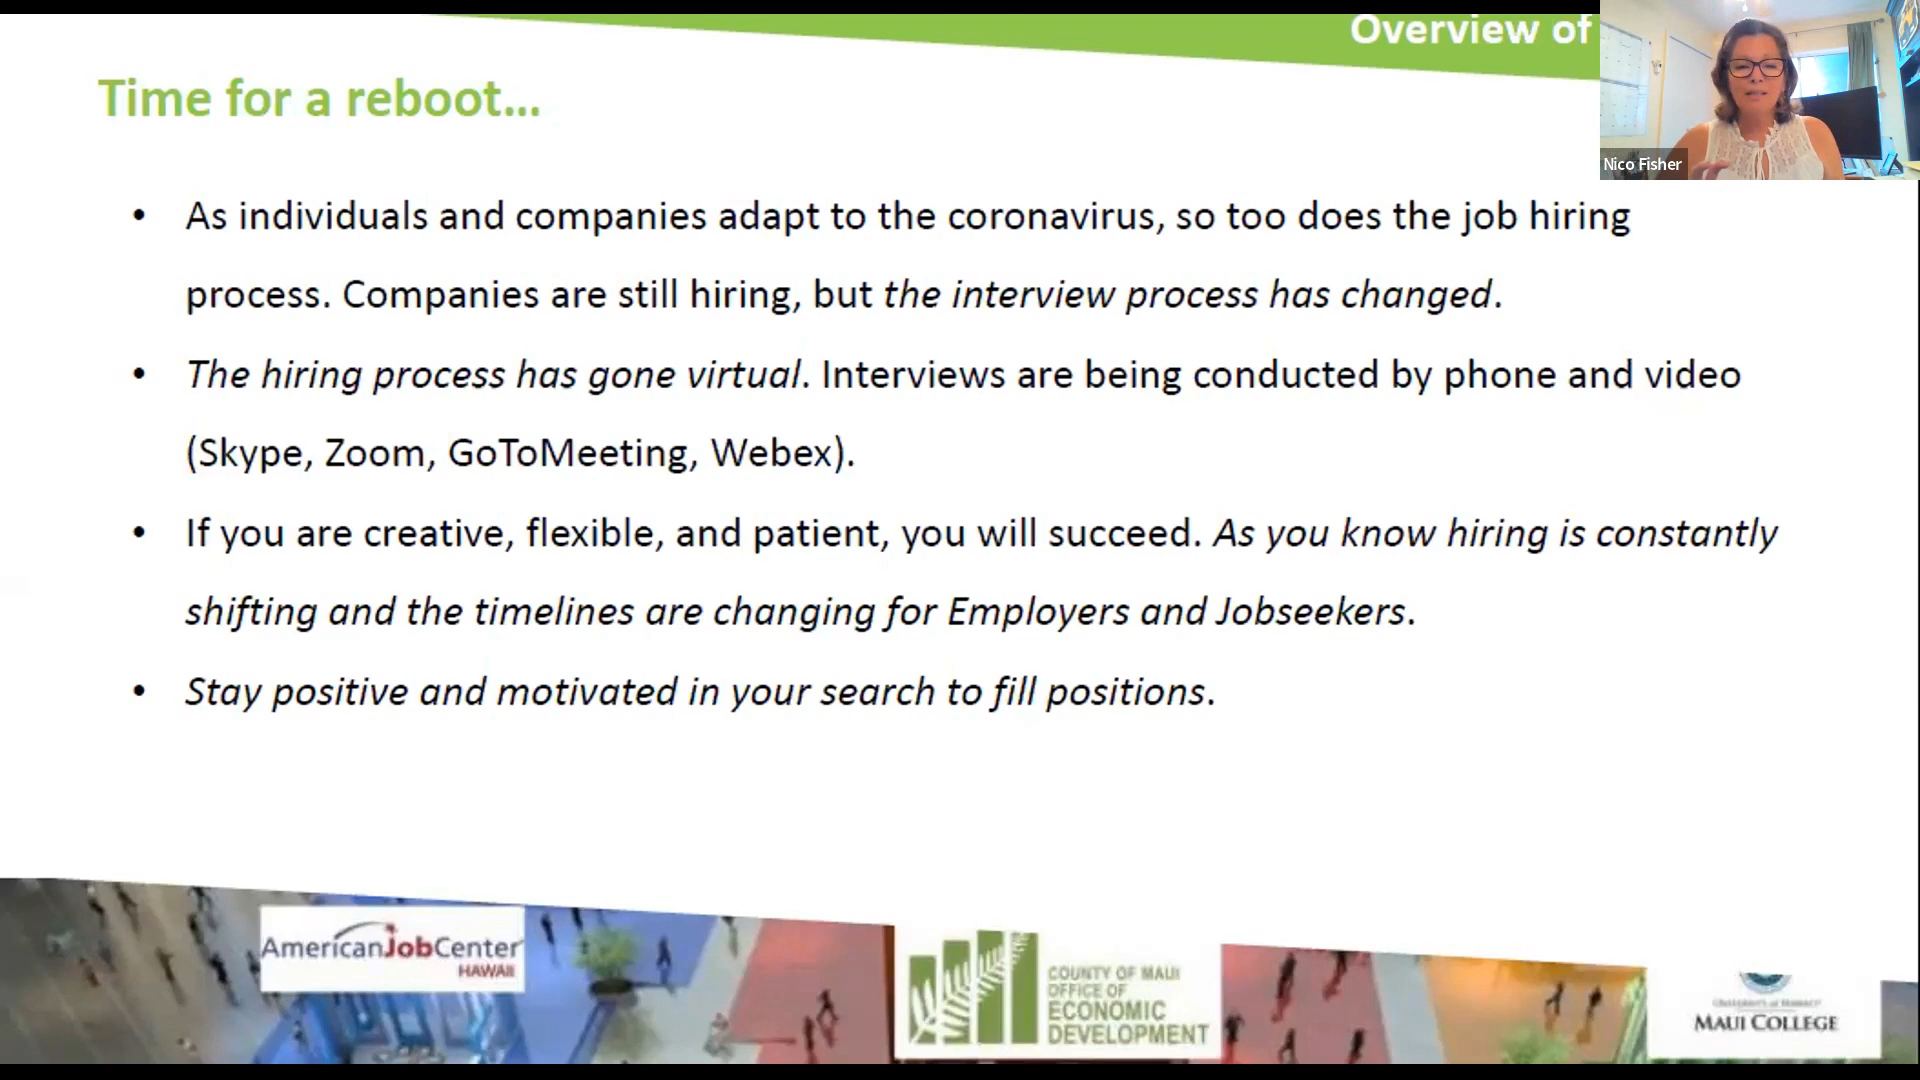 Overview of
Time for a reboot...
Nico Fisher
• As individuals and companies adapt to the coronavirus, so too does the job hiring
process. Companies are still hiring, but the interview process has changed.
• The hiring process has gone virtual. Interviews are being conducted by phone and video
(Skype, Zoom, GoToMeeting, Webex).
• If you are creative, flexible, and patient, you will succeed. As you know hiring is constantly
shifting and the timelines are changing for Employers and Jobseekers.
• Stay positive and motivated in your search to fill positions.
AmericanJobCenter
HAWAII
COUNTY OF MAUI
OFFICE OF
ECONOMIC
DEVELOPMENT
UNIVERSITY of HAWAI'I
MAUI COLLEGE